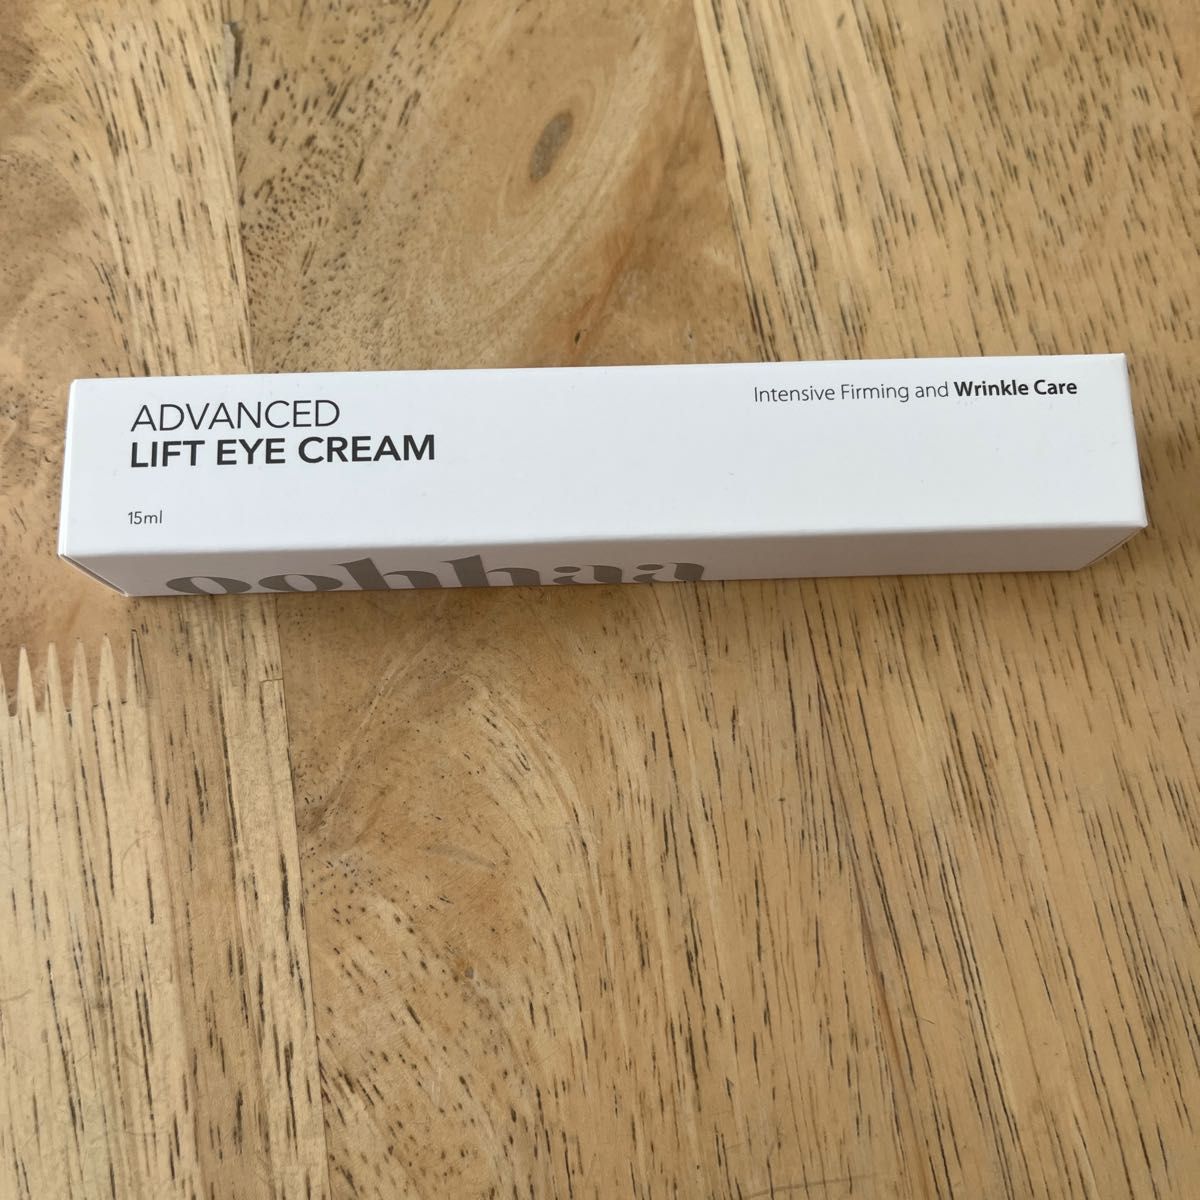 ADVANCED
LIFT EYE CREAM
Intensive Firming and Wrinkle Care
15ml
oohhaa